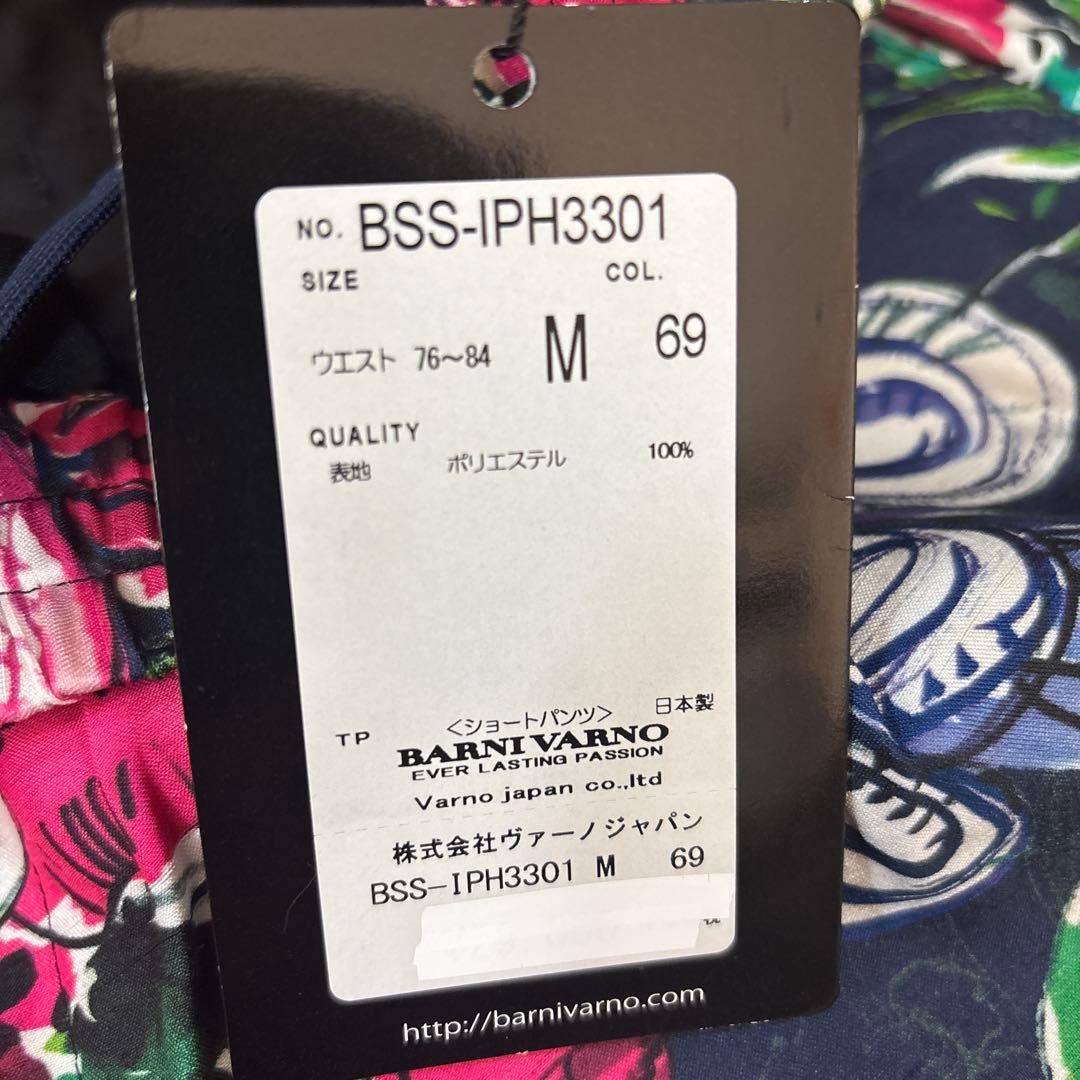 NO. BSS-IPH3301
SIZE COL.
ウエスト 76～84 M 69
QUALITY
表地 ポリエステル 100%
<ショートパンツ> 日本製
TP BARNI VARNO
EVER LASTING PASSION
Varno japan co.,ltd
株式会社ヴァーノジャパン
BSS-IPH3301 M 69
http://barnivarno.com